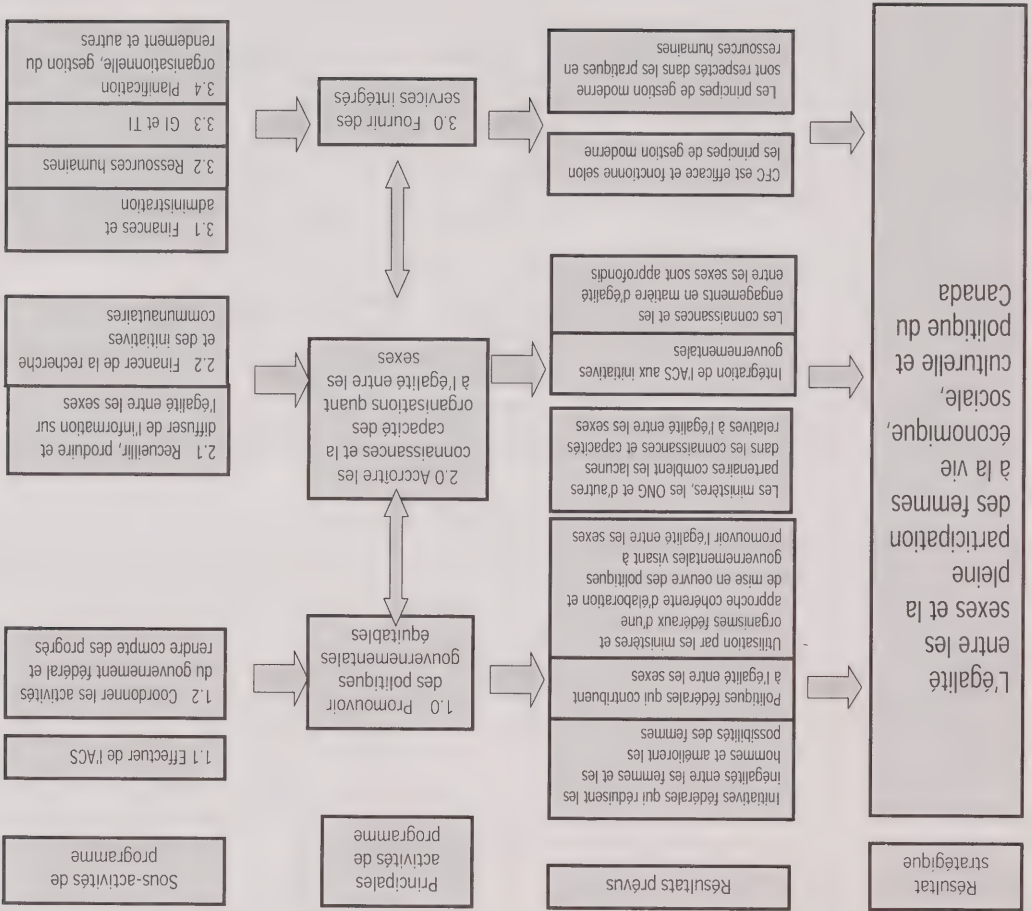 Résultat
stratégique
Résultats prévus
Principales
activités de
programme
Sous-activités de
programme
L'égalité
entre les
sexes et la
pleine
participation
des femmes
à la vie
économique,
sociale,
culturelle et
politique du
Canada
Initiatives fédérales qui réduisent les
inégalités entre les femmes et les
hommes et améliorent les
possibilités des femmes
Politiques fédérales qui contribuent
à l'égalité entre les sexes
Utilisation par les ministères et
organismes fédéraux d'une
approche cohérente d'élaboration et
de mise en oeuvre des politiques
gouvernementales visant à
promouvoir l'égalité entre les sexes
1.0 Promouvoir
des politiques
gouvernementales
équitables
1.1 Effectuer de l'ACS
1.2 Coordonner les activités
du gouvernement fédéral et
rendre compte des progrès
Les ministères, les ONG et d'autres
partenaires comblent les lacunes
dans les connaissances et capacités
relatives à l'égalité entre les sexes
Intégration de l'ACS aux initiatives
gouvernementales
Les connaissances et les
engagements en matière d'égalité
entre les sexes sont approfondis
2.0 Accroître les
connaissances et la
capacité des
organisations quant
à l'égalité entre les
sexes
2.1 Recueillir, produire et
diffuser de l'information sur
l'égalité entre les sexes
2.2 Financer de la recherche
et des initiatives
communautaires
CFC est efficace et fonctionne selon
les principes de gestion moderne
Les principes de gestion moderne
sont respectés dans les pratiques en
ressources humaines
3.0 Fournir des
services intégrés
3.1 Finances et
administration
3.2 Ressources humaines
3.3 GI et TI
3.4 Planification
organisationnelle, gestion du
rendement et autres